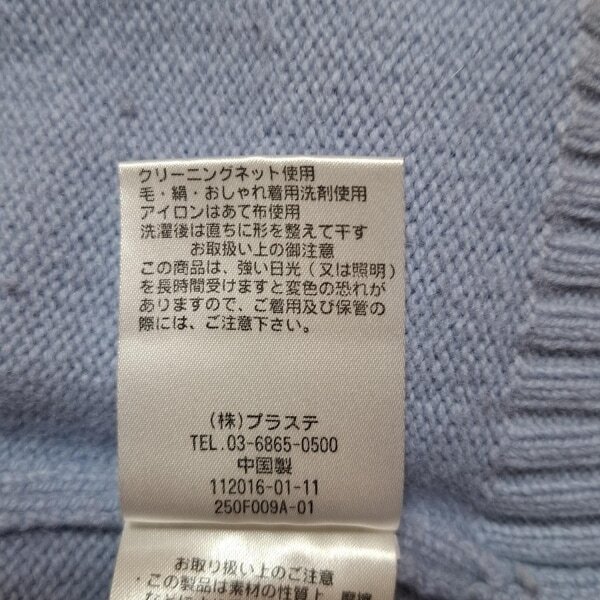 クリーニングネット使用
毛・絹・おしゃれ着用洗剤使用
アイロンはあて布使用
洗濯後は直ちに形を整えて干す
お取扱い上の御注意
この商品は、強い日光(又は照明)
を長時間受けますと変色の恐れが
ありますので、ご着用及び保管の
際には、ご注意下さい。
(株)プラステ
TEL.03-6865-0500
中国製
112016-01-11
250F009A-01
お取り扱い上のご注意
・この製品は素材の性質上、摩擦